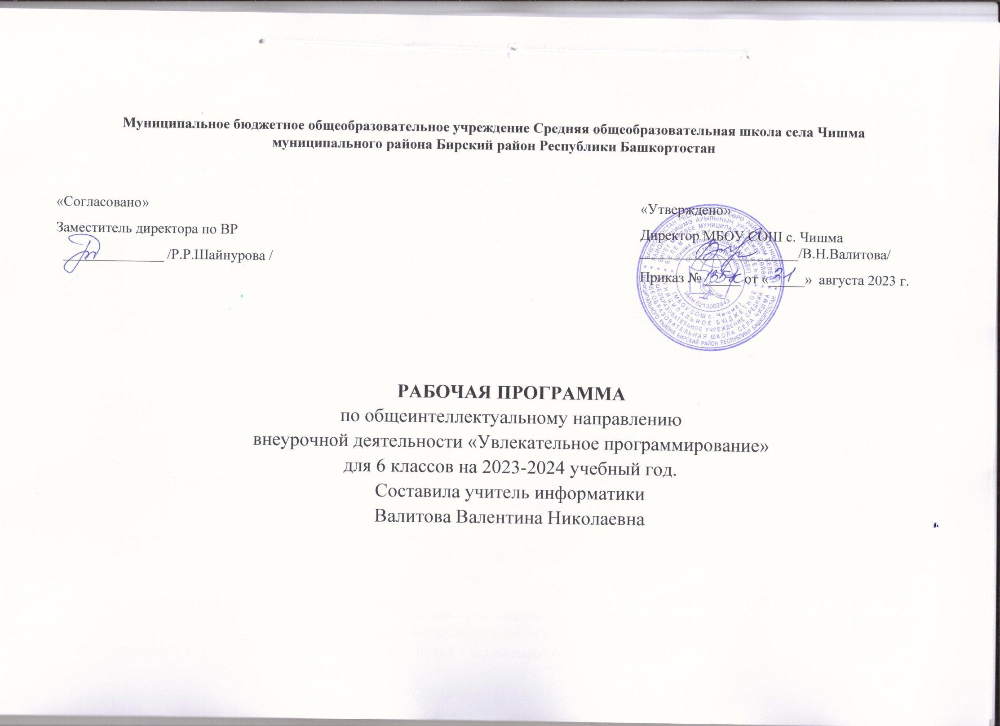 Муниципальное бюджетное общеобразовательное учреждение Средняя общеобразовательная школа села Чишма
муниципального района Бирский район Республики Башкортостан
«Согласовано»
Заместитель директора по ВР
/Р.Р.Шайнурова /
«Утверждено»
Директор МБОУ СОШ с. Чишма
/В.Н.Валитова/
Приказ № 135-к от «31» августа 2023 г.
МУНИЦИПАЛЬНОЕ БЮДЖЕТНОЕ
ОБЩЕОБРАЗОВАТЕЛЬНОЕ УЧРЕЖДЕНИЕ СРЕДНЯЯ
ОБЩЕОБРАЗОВАТЕЛЬНАЯ ШКОЛА СЕЛА ЧИШМА
МУНИЦИПАЛЬНОГО РАЙОНА БИРСКИЙ РАЙОН РЕСПУБЛИКИ БАШКОРТОСТАН
(МБОУ СОШ с. Чишма)
ИНН 0213002443
РАБОЧАЯ ПРОГРАММА
по общеинтеллектуальному направлению
внеурочной деятельности «Увлекательное программирование»
для 6 классов на 2023-2024 учебный год.
Составила учитель информатики
Валитова Валентина Николаевна